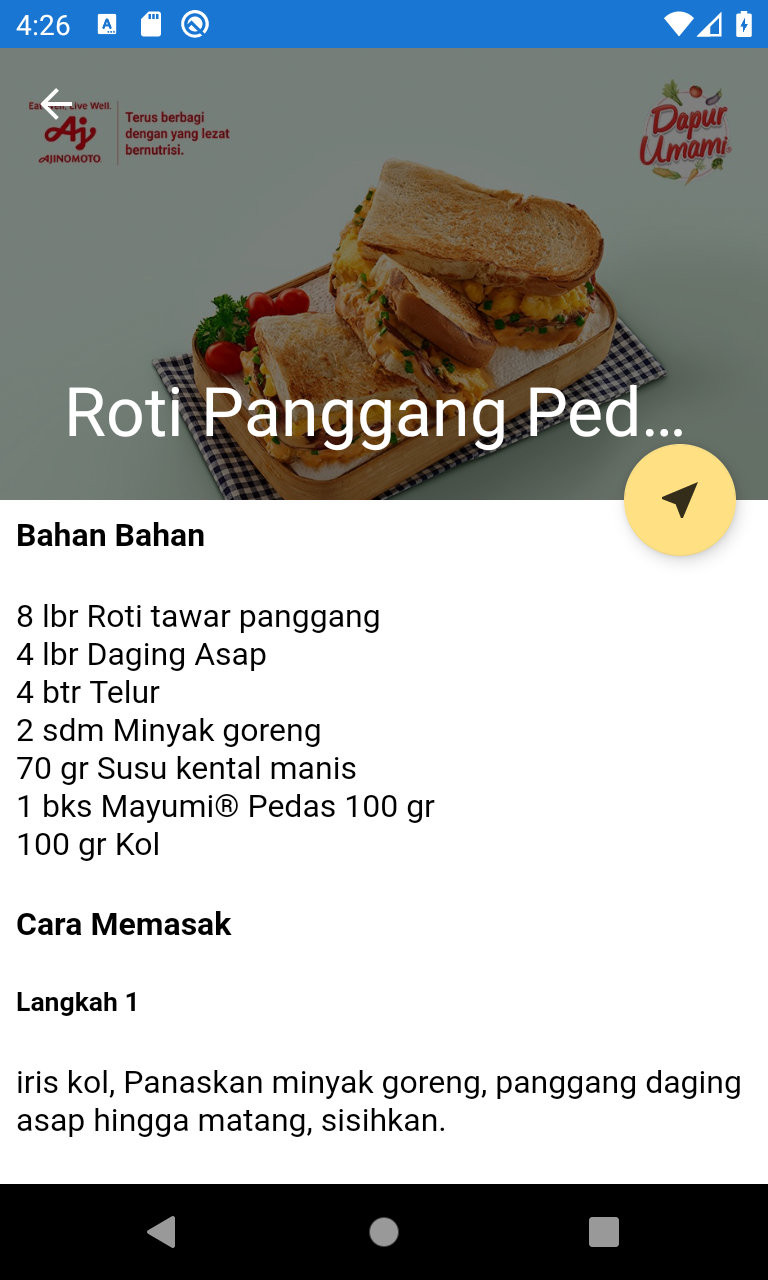 4:26
Eat Well, Live Well.
AJINOMOTO
Terus berbagi
dengan yang lezat
bernutrisi.
Dapur
Umami
Roti Panggang Ped...
Bahan Bahan
8 lbr Roti tawar panggang
4 lbr Daging Asap
4 btr Telur
2 sdm Minyak goreng
70 gr Susu kental manis
1 bks Mayumi® Pedas 100 gr
100 gr Kol
Cara Memasak
Langkah 1
iris kol, Panaskan minyak goreng, panggang daging
asap hingga matang, sisihkan.